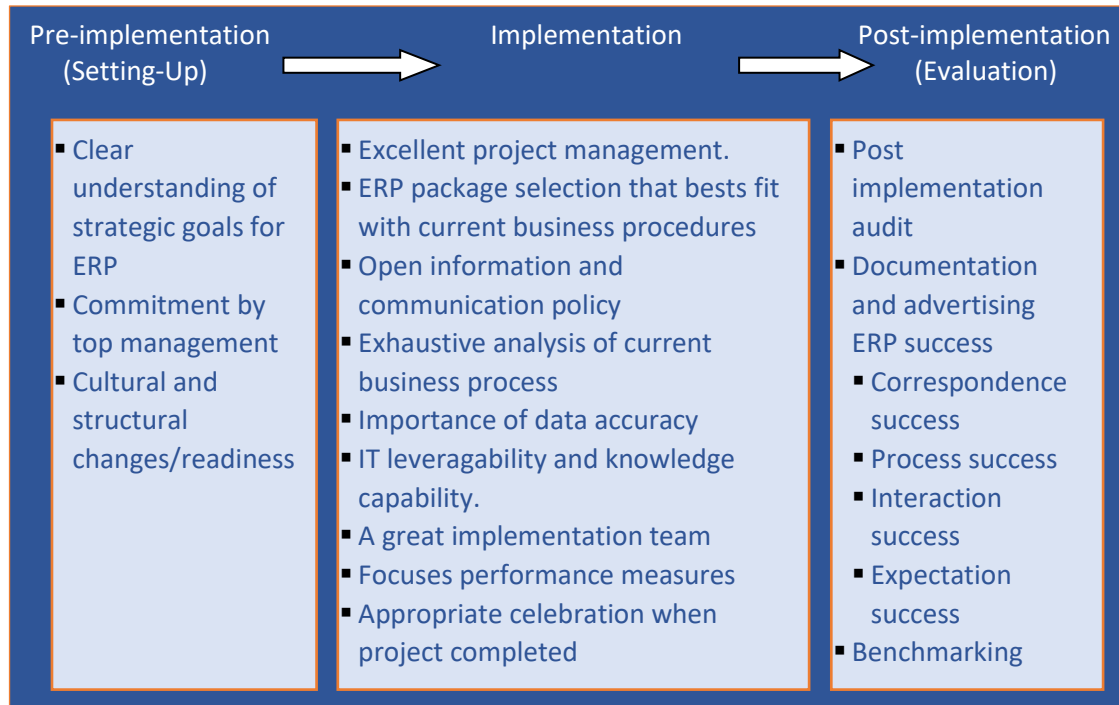 Pre-implementation
(Setting-Up)
Implementation
Post-implementation
(Evaluation)
▪ Clear
understanding of
strategic goals for
ERP
▪ Commitment by
top management
▪ Cultural and
structural
changes/readiness
▪ Excellent project management.
▪ ERP package selection that bests fit
with current business procedures
▪ Open information and
communication policy
▪ Exhaustive analysis of current
business process
▪ Importance of data accuracy
▪ IT leveragability and knowledge
capability.
▪ A great implementation team
▪ Focuses performance measures
▪ Appropriate celebration when
project completed
▪ Post
implementation
audit
▪ Documentation
and advertising
ERP success
▪ Correspondence
success
▪ Process success
▪ Interaction
success
▪ Expectation
success
▪ Benchmarking